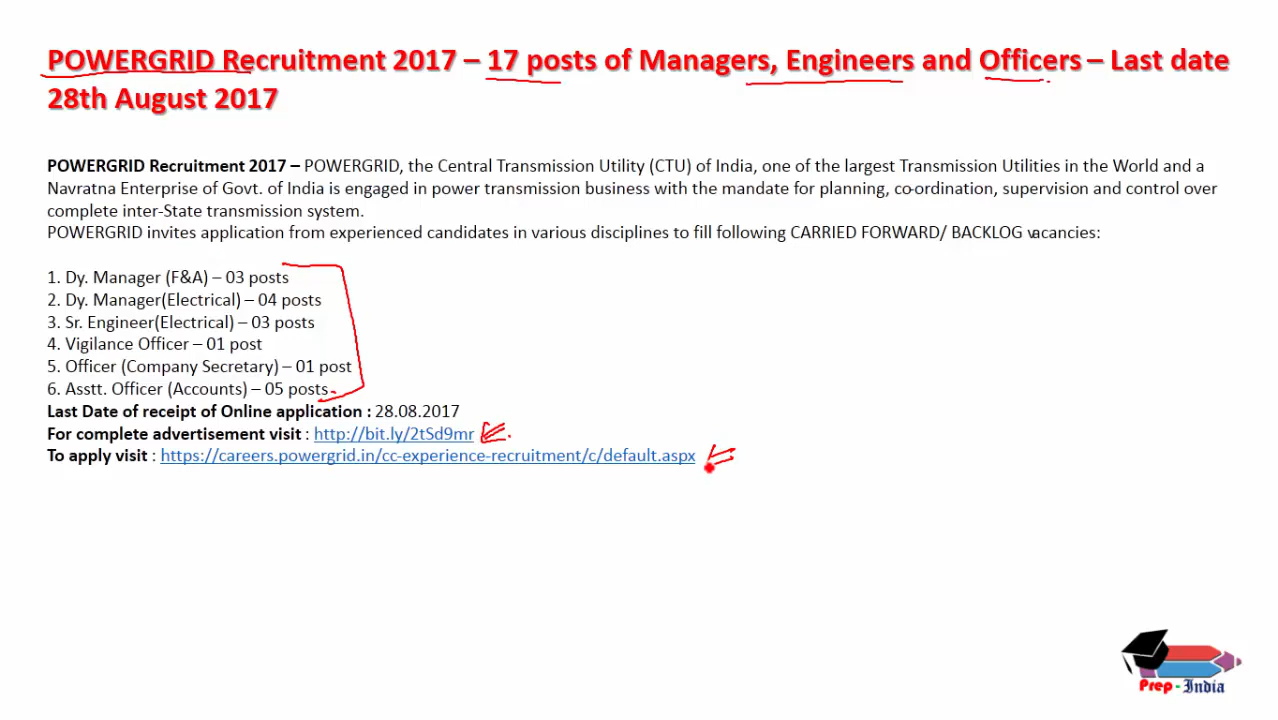 POWERGRID Recruitment 2017 – 17 posts of Managers, Engineers and Officers – Last date
28th August 2017
POWERGRID Recruitment 2017 – POWERGRID, the Central Transmission Utility (CTU) of India, one of the largest Transmission Utilities in the World and a
Navratna Enterprise of Govt. of India is engaged in power transmission business with the mandate for planning, co-ordination, supervision and control over
complete inter-State transmission system.
POWERGRID invites application from experienced candidates in various disciplines to fill following CARRIED FORWARD/ BACKLOG vacancies:
1. Dy. Manager (F&A) – 03 posts
2. Dy. Manager(Electrical) – 04 posts
3. Sr. Engineer(Electrical) – 03 posts
4. Vigilance Officer – 01 post
5. Officer (Company Secretary) – 01 post
6. Asstt. Officer (Accounts) – 05 posts
Last Date of receipt of Online application : 28.08.2017
For complete advertisement visit : http://bit.ly/2tSd9mr
To apply visit : https://careers.powergrid.in/cc-experience-recruitment/c/default.aspx
Prep - India